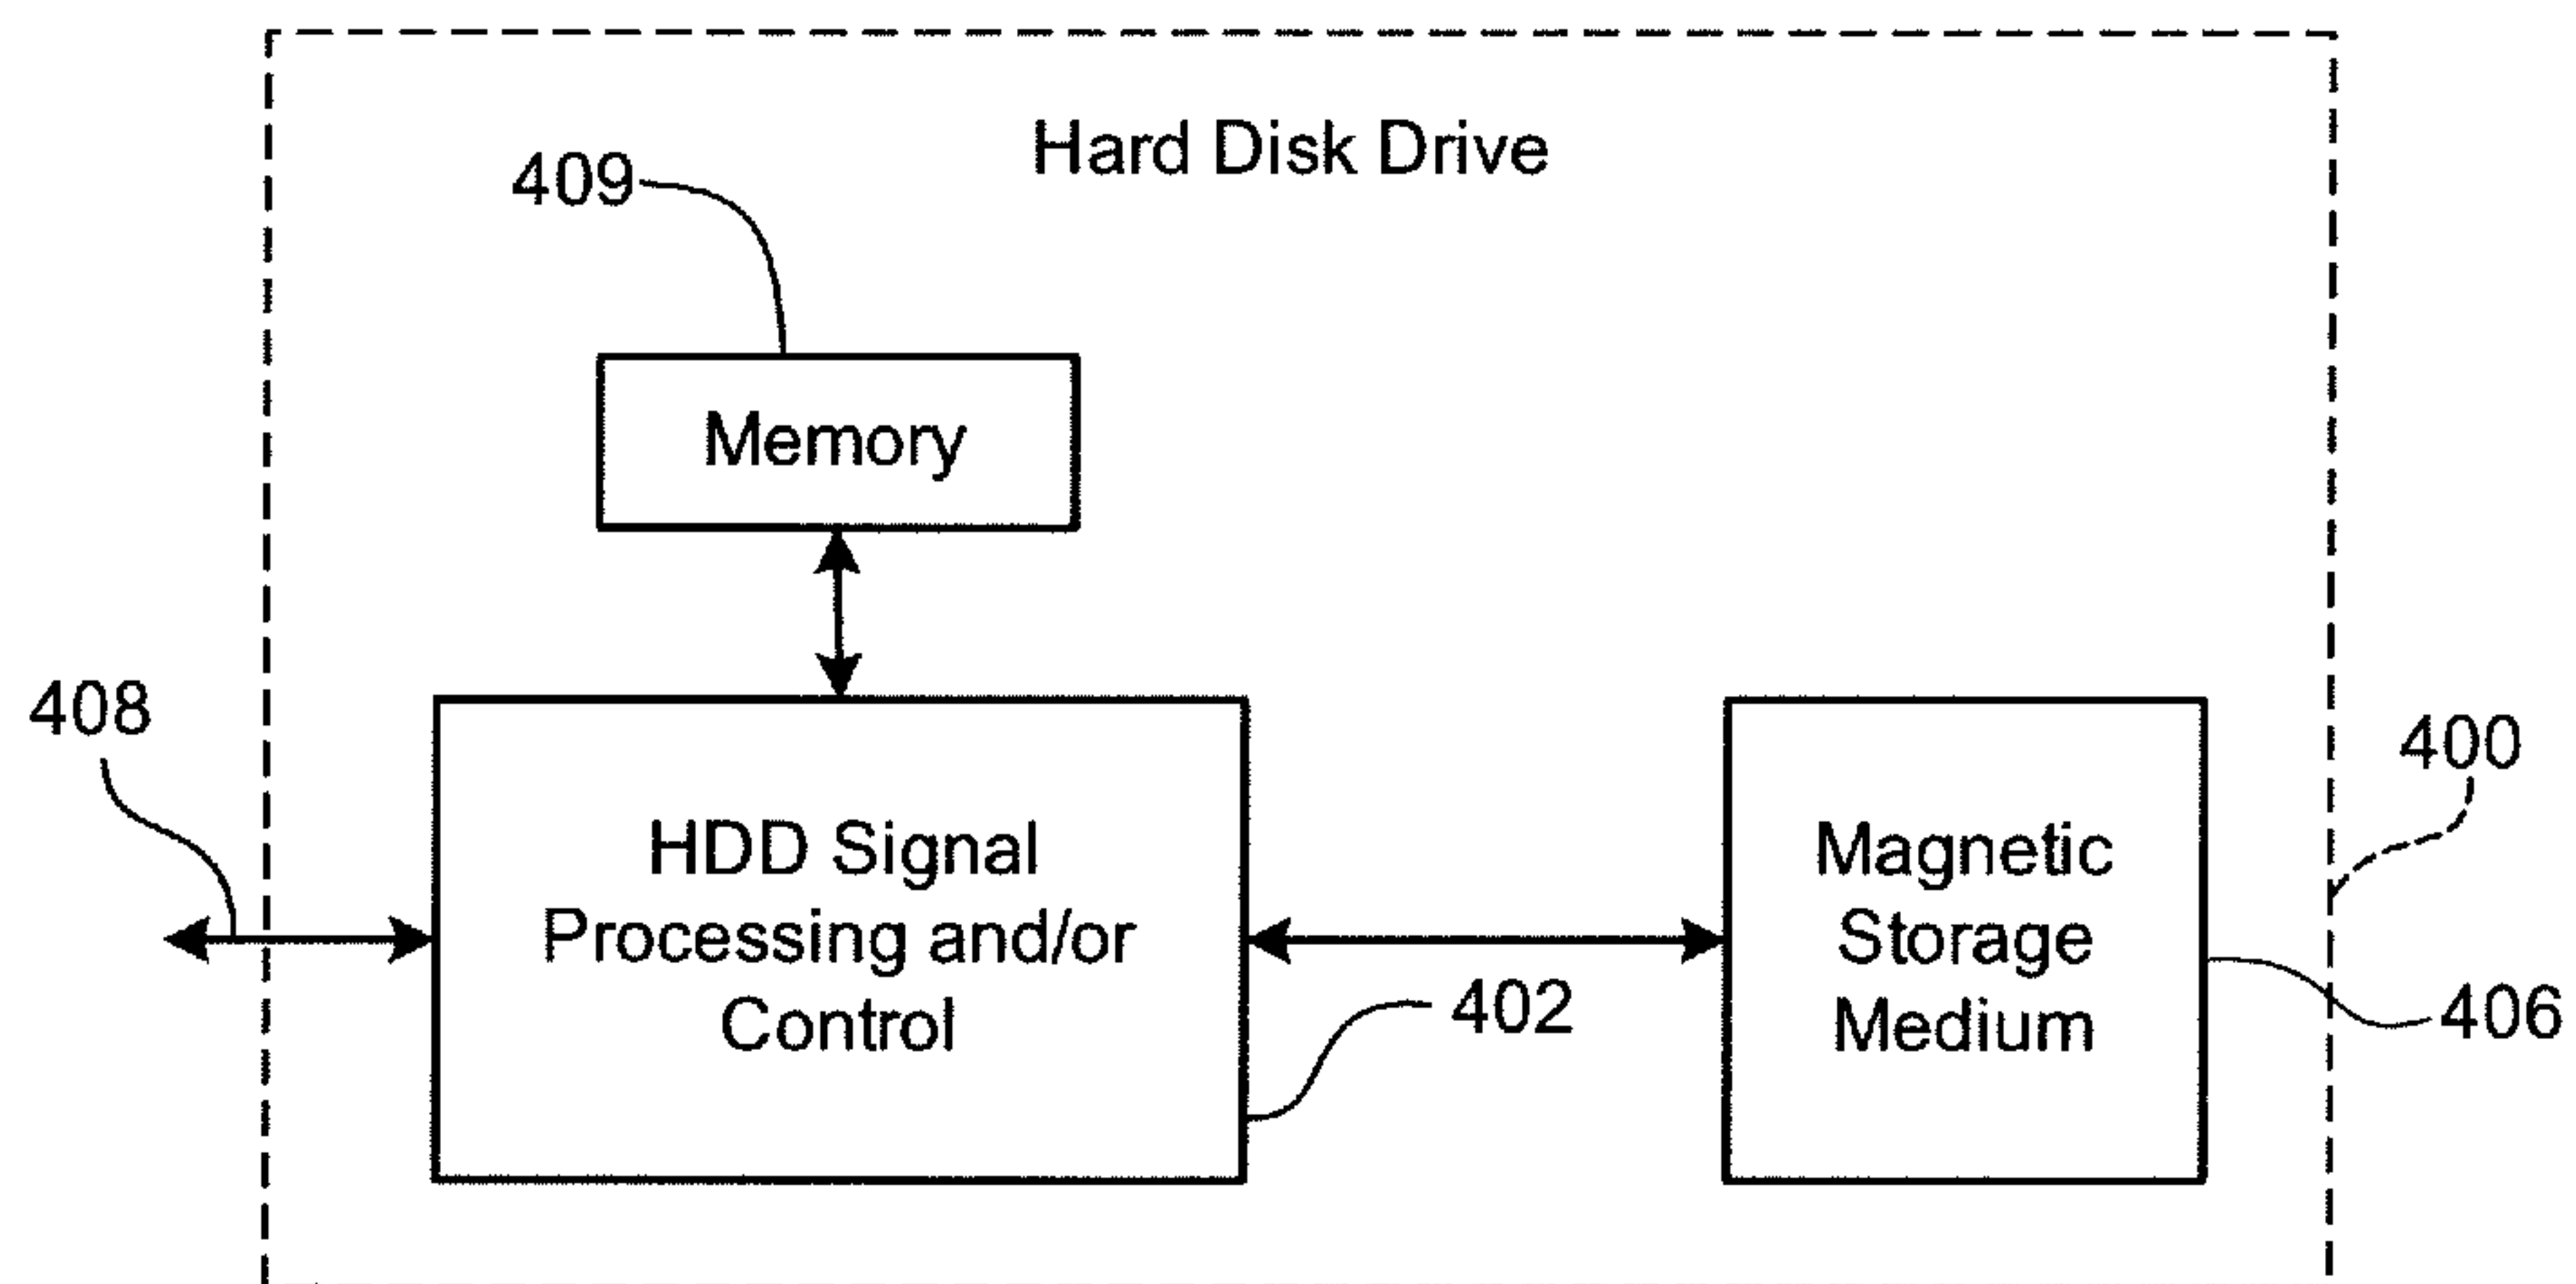 Hard Disk Drive
409
Memory
408
400
HDD Signal
Processing and/or
Control
Magnetic
Storage
Medium
402
406